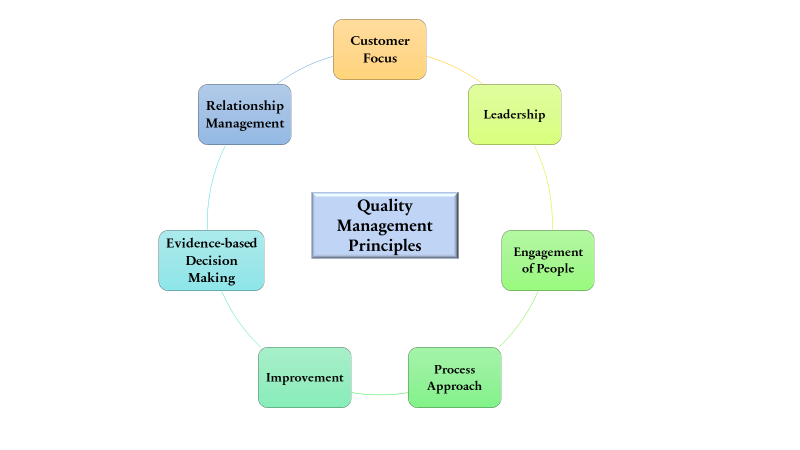 Customer
Focus
Relationship
Management
Leadership
Quality
Management
Principles
Evidence-based
Decision
Making
Engagement
of People
Improvement
Process
Approach